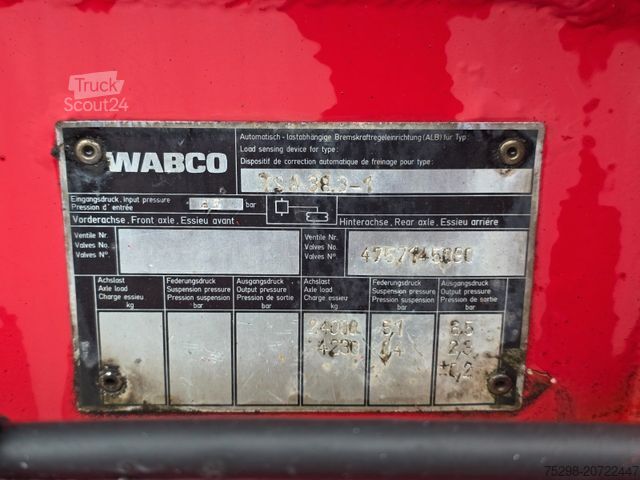 Truck
Scout24
WABCO
Automatisch - lastabhängige Bremskraftregeleinrichtung (ALB) für Typ:
Load sensing device for type:
Dispositif de correction automatique de freinage pour type:
Eingangsdruck, Input pressure
Pression d'entrée
bar
Vorderachse, Front axle, Essieu avant
Hinterachse, Rear axle, Essieu arrière
Ventile Nr.
Valves No.
Valves N°
Ventile Nr.
Valves No.
Valves N°
Achslast
Axle load
Charge essieu
kg
Federungsdruck
Suspension pressure
Pression suspension
bar
Ausgangsdruck
Output pressure
Pression de sortie
bar
Achslast
Axle load
Charge essieu
kg
Federungsdruck
Suspension pressure
Pression suspension
bar
Ausgangsdruck
Output pressure
Pression de sortie
bar
±0,2
75298-20722447